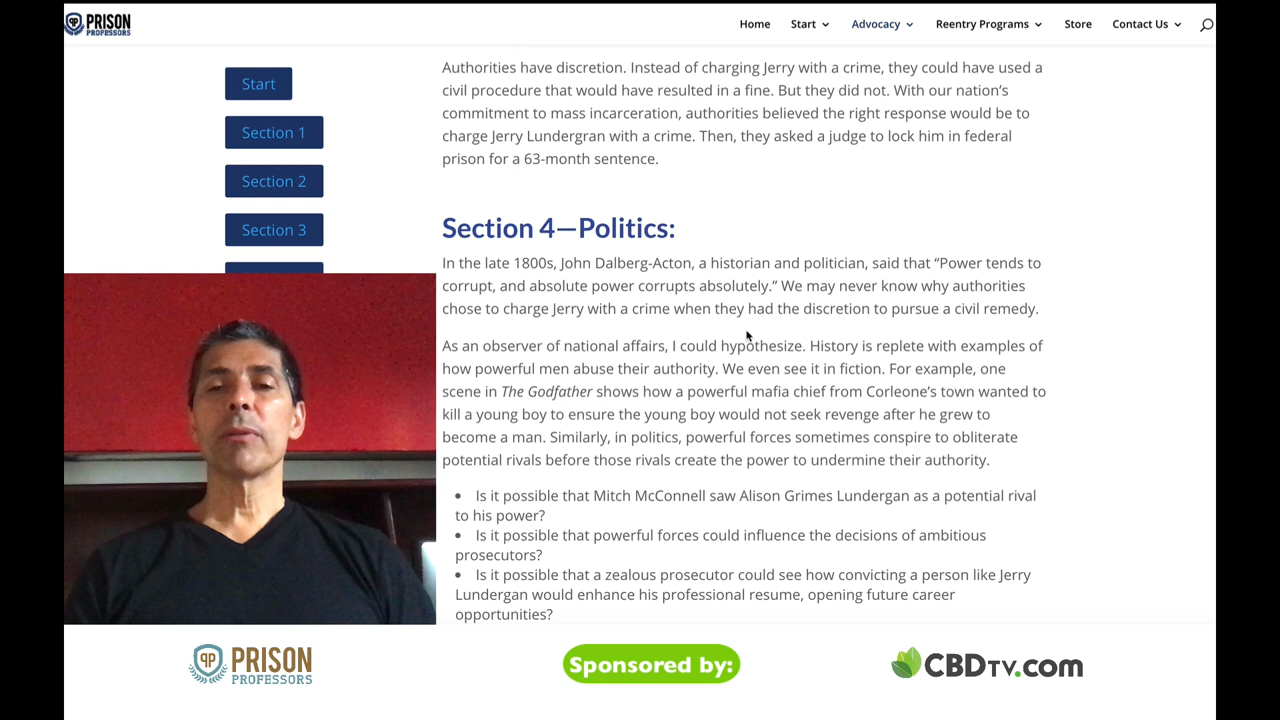 PRISON
PROFESSORS
Home
Start
Advocacy
Reentry Programs
Store
Contact Us
Start
Section 1
Section 2
Section 3
Authorities have discretion. Instead of charging Jerry with a crime, they could have used a
civil procedure that would have resulted in a fine. But they did not. With our nation’s
commitment to mass incarceration, authorities believed the right response would be to
charge Jerry Lundergran with a crime. Then, they asked a judge to lock him in federal
prison for a 63-month sentence.
Section 4—Politics:
In the late 1800s, John Dalberg-Acton, a historian and politician, said that “Power tends to
corrupt, and absolute power corrupts absolutely.” We may never know why authorities
chose to charge Jerry with a crime when they had the discretion to pursue a civil remedy.
As an observer of national affairs, I could hypothesize. History is replete with examples of
how powerful men abuse their authority. We even see it in fiction. For example, one
scene in The Godfather shows how a powerful mafia chief from Corleone’s town wanted to
kill a young boy to ensure the young boy would not seek revenge after he grew to
become a man. Similarly, in politics, powerful forces sometimes conspire to obliterate
potential rivals before those rivals create the power to undermine their authority.
• Is it possible that Mitch McConnell saw Alison Grimes Lundergan as a potential rival
to his power?
• Is it possible that powerful forces could influence the decisions of ambitious
prosecutors?
• Is it possible that a zealous prosecutor could see how convicting a person like Jerry
Lundergan would enhance his professional resume, opening future career
opportunities?
PRISON
PROFESSORS
Sponsored by:
CBDTV.com